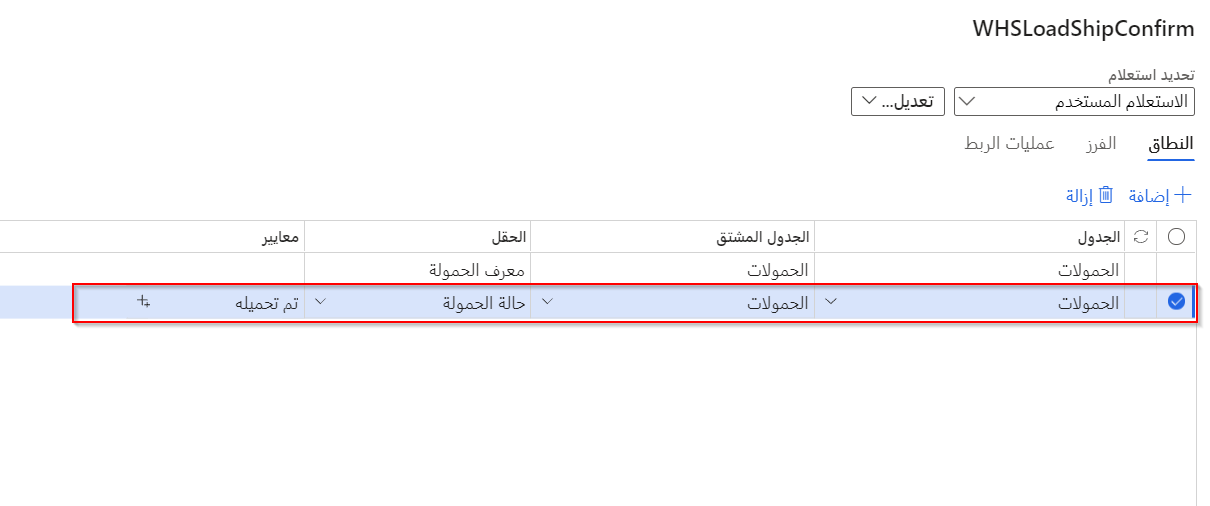 WHSLoadShipConfirm
تحديد استعلام
الاستعلام المستخدم تعديل...
النطاق الفرز عمليات الربط
إضافة إزالة
الجدول الجدول المشتق الحقل معايير
الحمولات الحمولات معرف الحمولة
الحمولات الحمولات حالة الحمولة تم تحميله